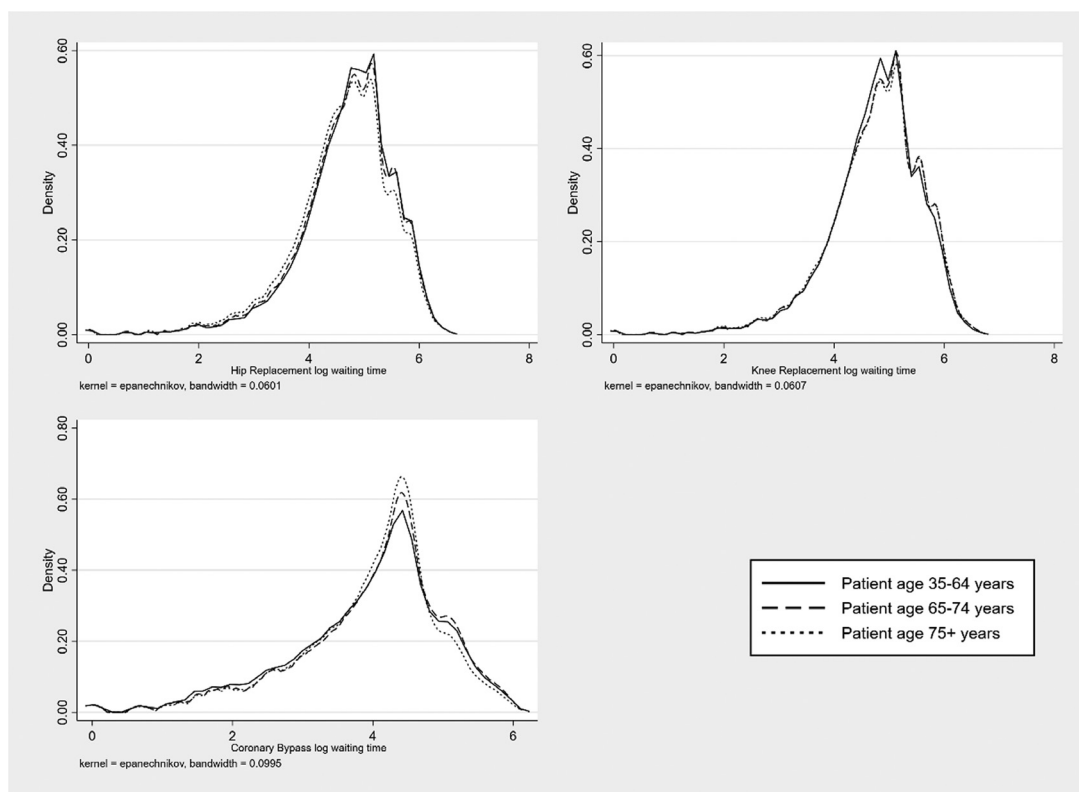 0.60
0.40
0.20
0.00
Density
0 2 4 6 8
Hip Replacement log waiting time
kernel = epanechnikov, bandwidth = 0.0601
0.60
0.40
0.20
0.00
Density
0 2 4 6 8
Knee Replacement log waiting time
kernel = epanechnikov, bandwidth = 0.0607
0.80
0.60
0.40
0.20
0.00
Density
0 2 4 6
Coronary Bypass log waiting time
kernel = epanechnikov, bandwidth = 0.0995
Patient age 35-64 years
Patient age 65-74 years
Patient age 75+ years